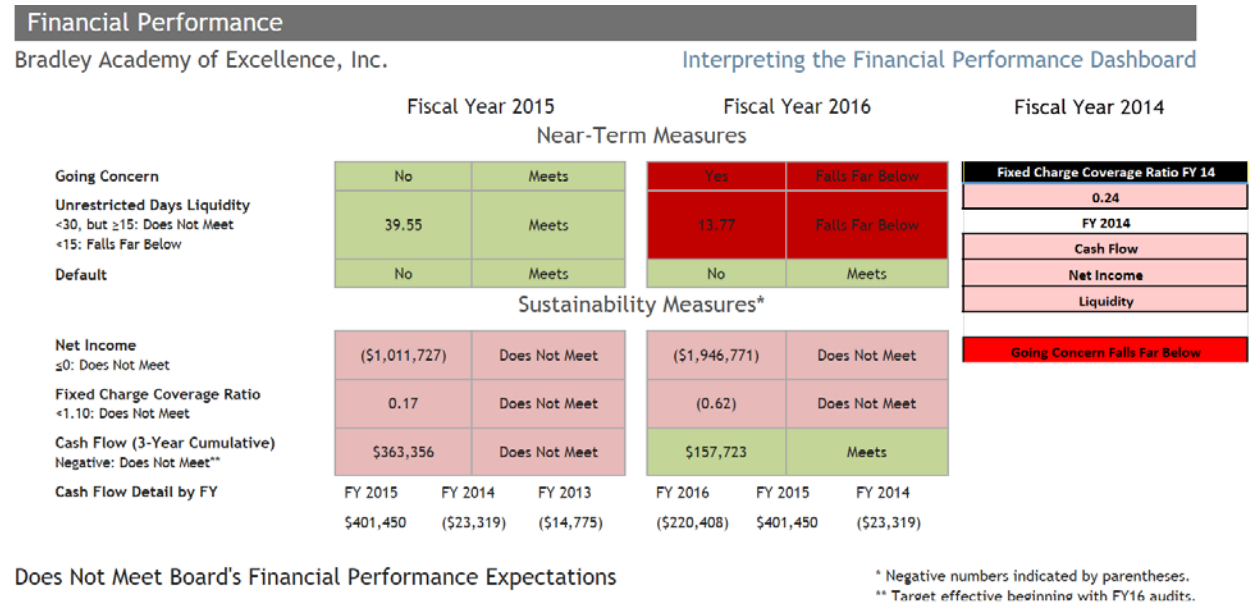 Financial Performance
Bradley Academy of Excellence, Inc. Interpreting the Financial Performance Dashboard
Fiscal Year 2015 Fiscal Year 2016 Fiscal Year 2014
Near-Term Measures
Going Concern No Meets Yes Falls Far Below Fixed Charge Coverage Ratio FY 14
Unrestricted Days Liquidity 0.24
<30, but ≥15: Does Not Meet 39.55 Meets 13.77 Falls Far Below FY 2014
<15: Falls Far Below Cash Flow
Default No Meets No Meets Net Income
Sustainability Measures* Liquidity
Net Income ($1,011,727) Does Not Meet ($1,946,771) Does Not Meet Going Concern Falls Far Below
≤0: Does Not Meet
Fixed Charge Coverage Ratio 0.17 Does Not Meet (0.62) Does Not Meet
<1.10: Does Not Meet
Cash Flow (3-Year Cumulative) $363,356 Does Not Meet $157,723 Meets
Negative: Does Not Meet**
Cash Flow Detail by FY FY 2015 FY 2014 FY 2013 FY 2016 FY 2015 FY 2014
$401,450 ($23,319) ($14,775) ($220,408) $401,450 ($23,319)
Does Not Meet Board's Financial Performance Expectations * Negative numbers indicated by parentheses.
** Target effective beginning with FY16 audits.